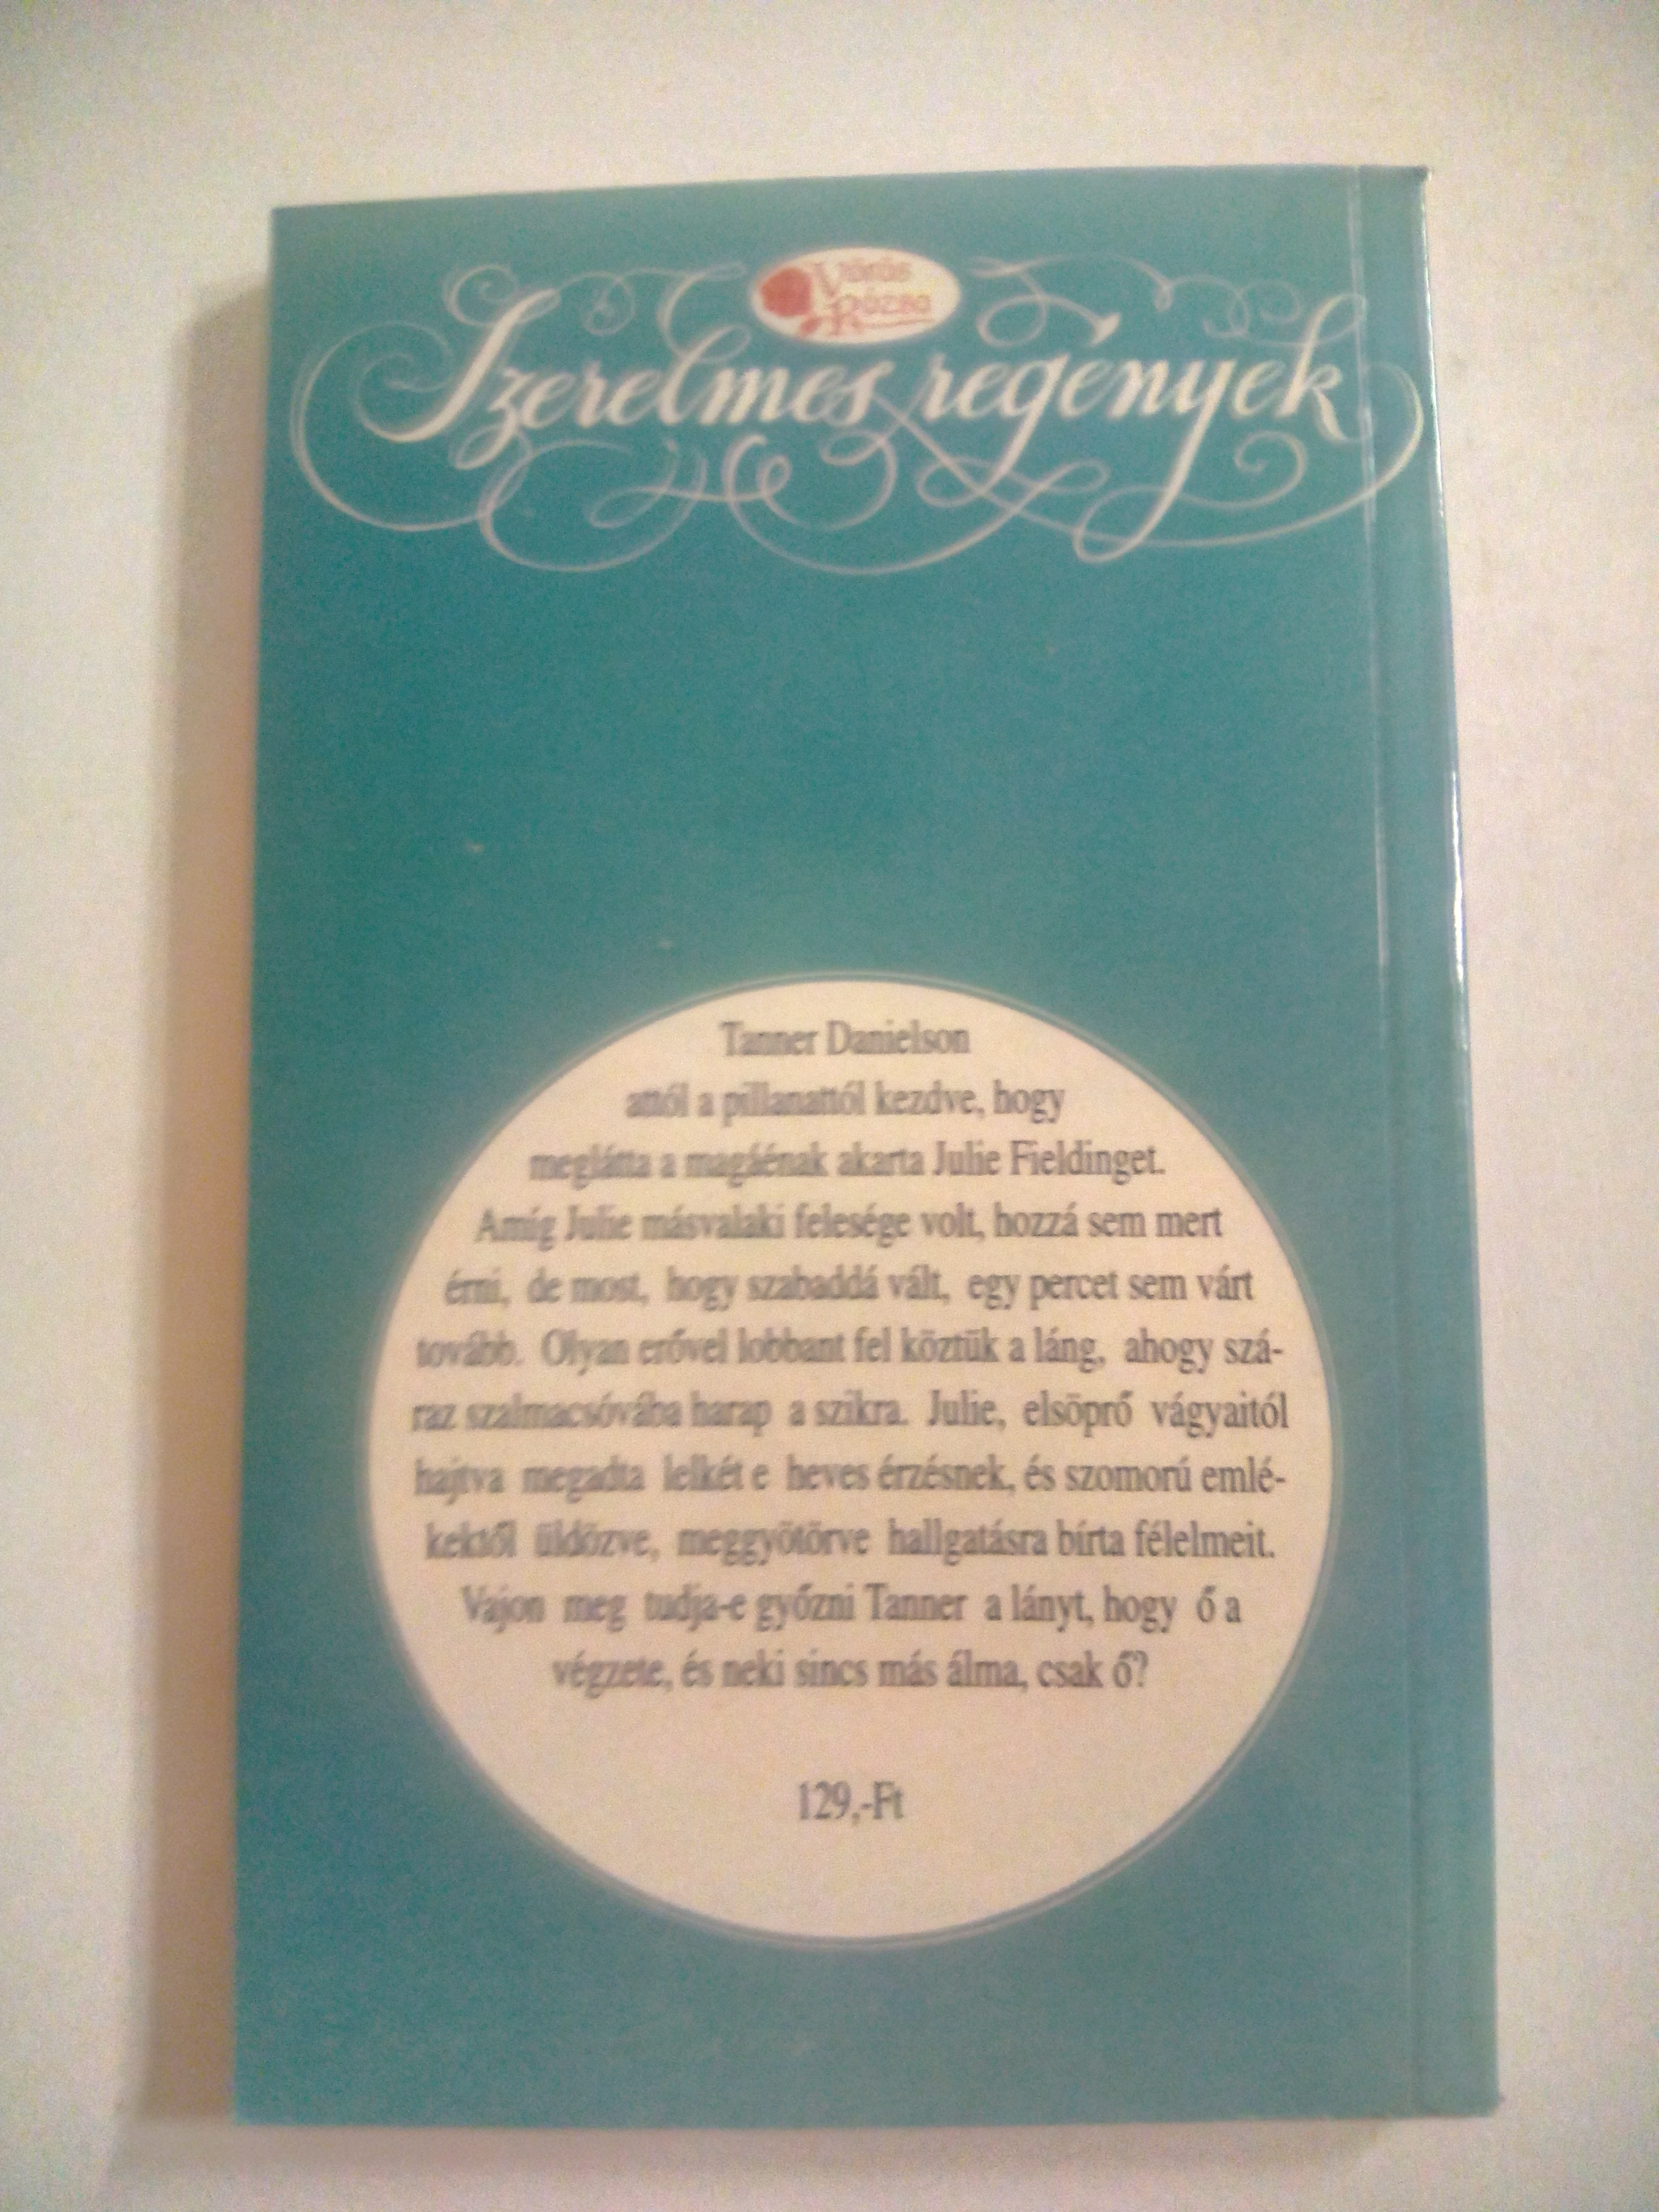 Vörös
Rózsa
Szerelmes regények
Tanner Danielson
attól a pillanattól kezdve, hogy
meglátta a magáénak akarta Julie Fieldinget.
Amíg Julie másvalaki felesége volt, hozzá sem mert
érni, de most, hogy szabaddá vált, egy percet sem várt
tovább. Olyan erővel lobbant fel köztük a láng, ahogy szá-
raz szalmacsóvába harap a szikra. Julie, elsöprő vágyaitól
hajtva megadta lelkét e heves érzésnek, és szomorú emlé-
kektől üldözve, meggyötörve hallgatásra bírta félelmeit.
Vajon meg tudja-e győzni Tanner a lányt, hogy ő a
végzete, és neki sincs más álma, csak ő?
129,-Ft